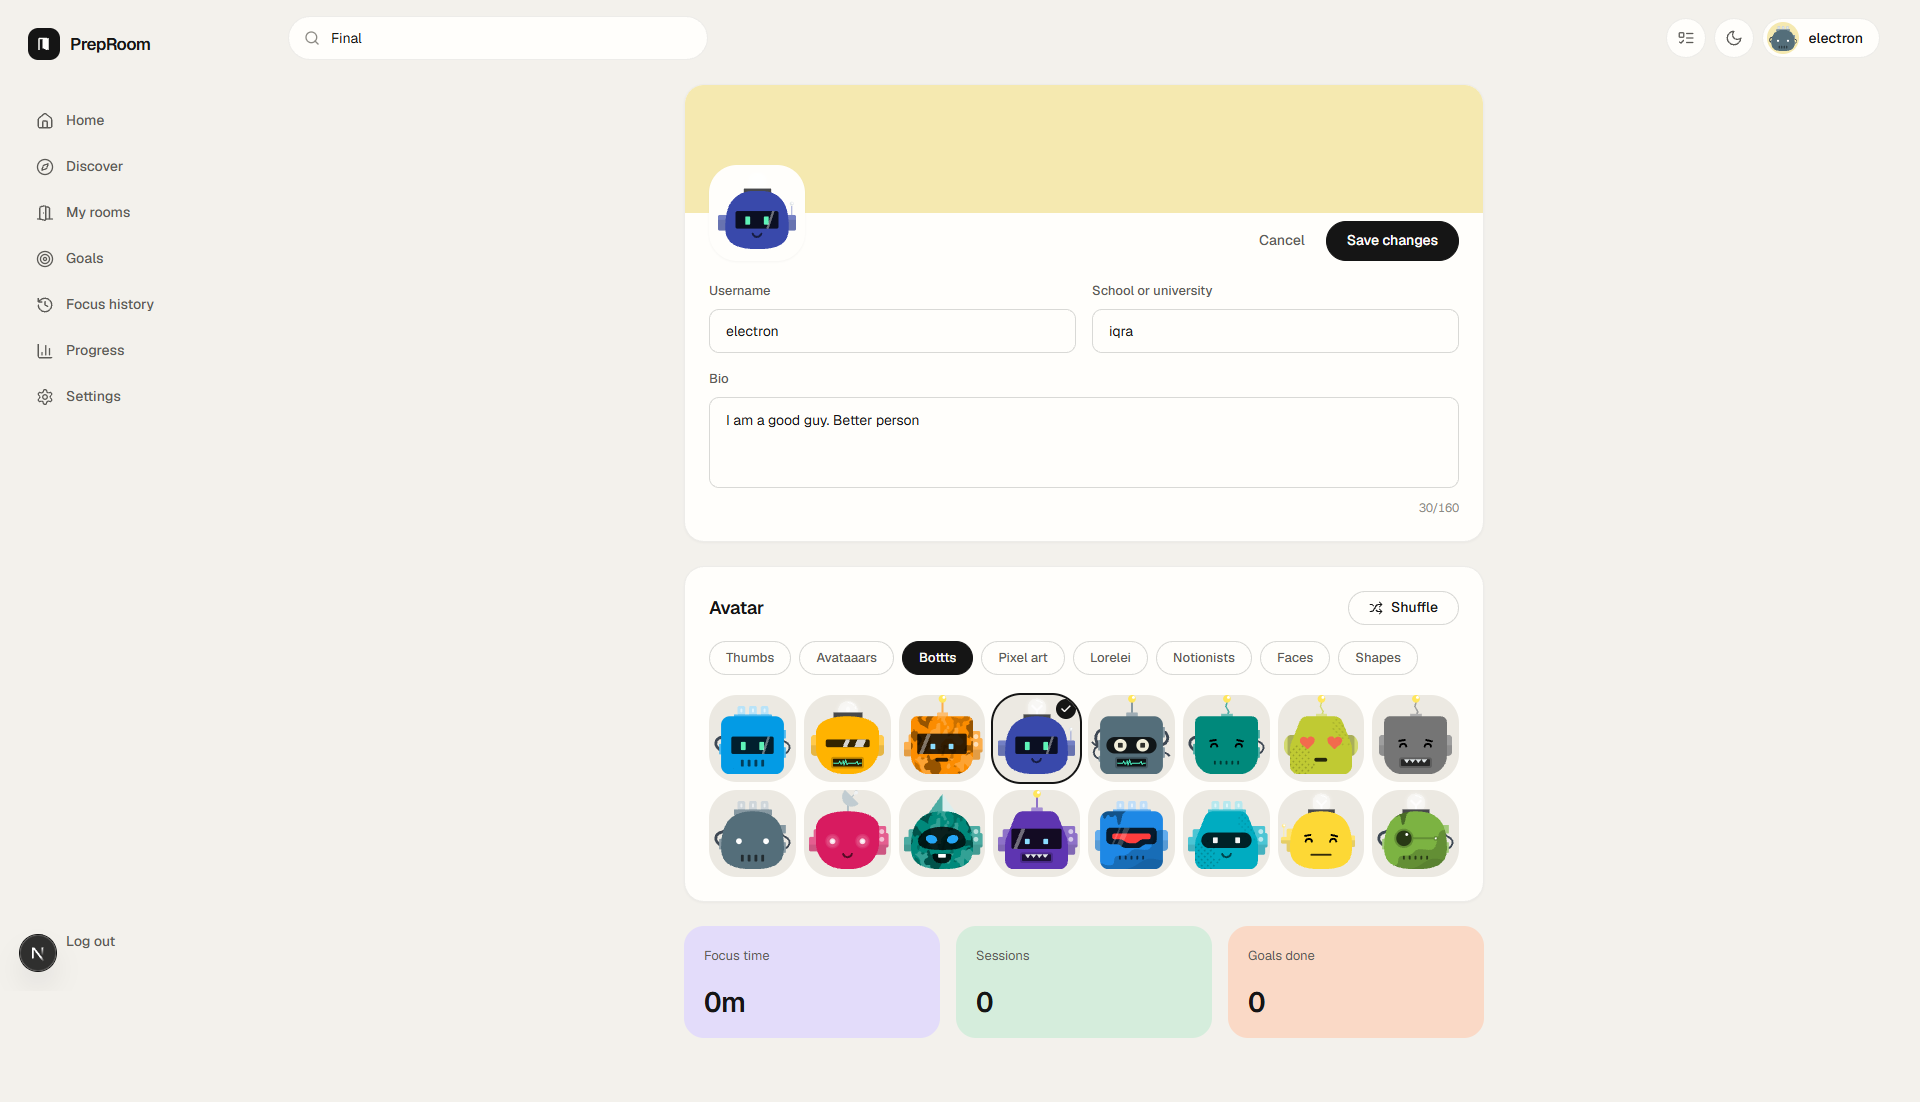 PrepRoom
Final
electron
Home
Discover
My rooms
Goals
Focus history
Progress
Settings
Cancel
Save changes
Username
School or university
electron
iqra
Bio
I am a good guy. Better person
30/160
Avatar
Shuffle
Thumbs
Avataaars
Bottts
Pixel art
Lorelei
Notionists
Faces
Shapes
N
Log out
Focus time
Sessions
Goals done
0m
0
0